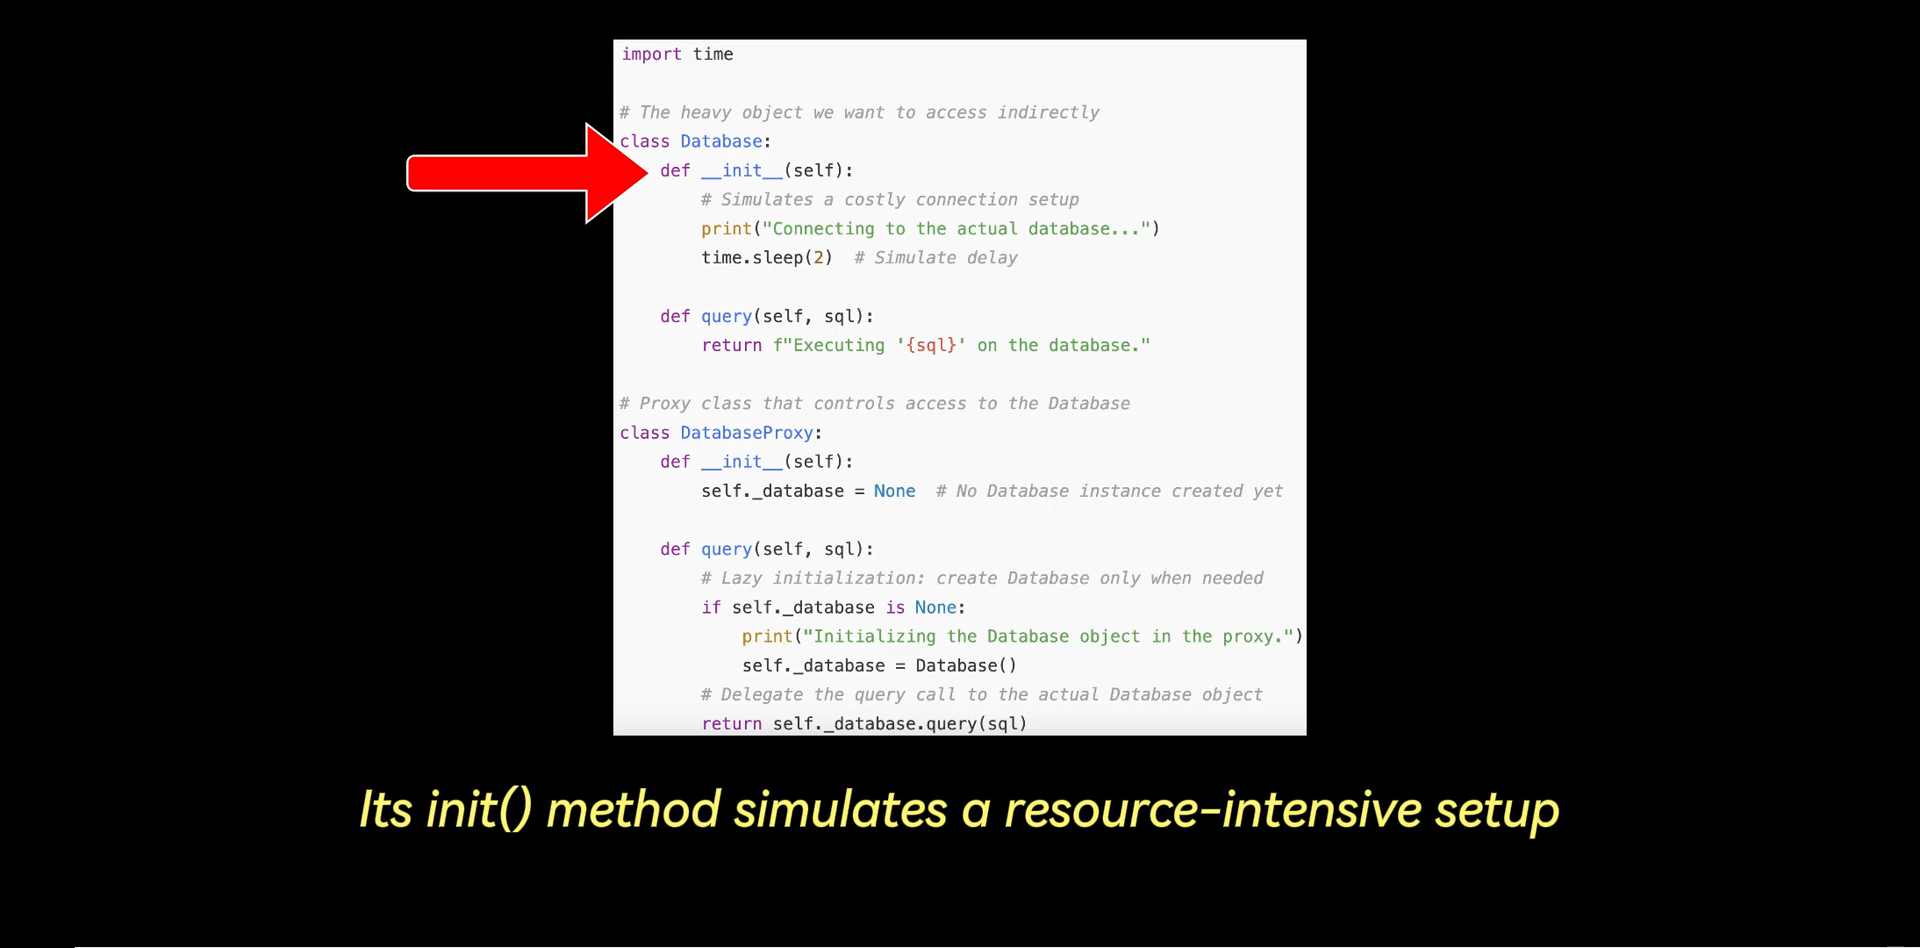 import time
# The heavy object we want to access indirectly
class Database:
    def __init__(self):
        # Simulates a costly connection setup
        print("Connecting to the actual database...")
        time.sleep(2)  # Simulate delay
    def query(self, sql):
        return f"Executing '{sql}' on the database."
# Proxy class that controls access to the Database
class DatabaseProxy:
    def __init__(self):
        self._database = None  # No Database instance created yet
    def query(self, sql):
        # Lazy initialization: create Database only when needed
        if self._database is None:
            print("Initializing the Database object in the proxy.")
            self._database = Database()
        # Delegate the query call to the actual Database object
        return self._database.query(sql)
Its init() method simulates a resource-intensive setup